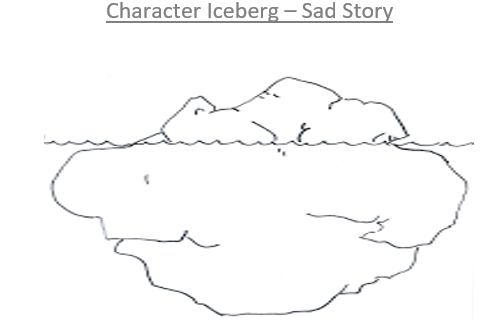 Character Iceberg – Sad Story